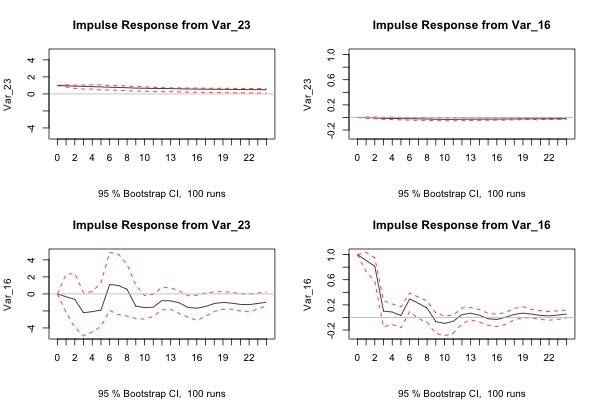 Impulse Response from Var_23
Var_23
4
2
0
-4
0 2 4 6 8 10 13 16 19 22
95 % Bootstrap CI, 100 runs
Impulse Response from Var_16
Var_23
1.0
0.6
0.2
-0.2
0 2 4 6 8 10 13 16 19 22
95 % Bootstrap CI, 100 runs
Impulse Response from Var_23
Var_16
4
2
0
-4
0 2 4 6 8 10 13 16 19 22
95 % Bootstrap CI, 100 runs
Impulse Response from Var_16
Var_16
1.0
0.6
0.2
-0.2
0 2 4 6 8 10 13 16 19 22
95 % Bootstrap CI, 100 runs